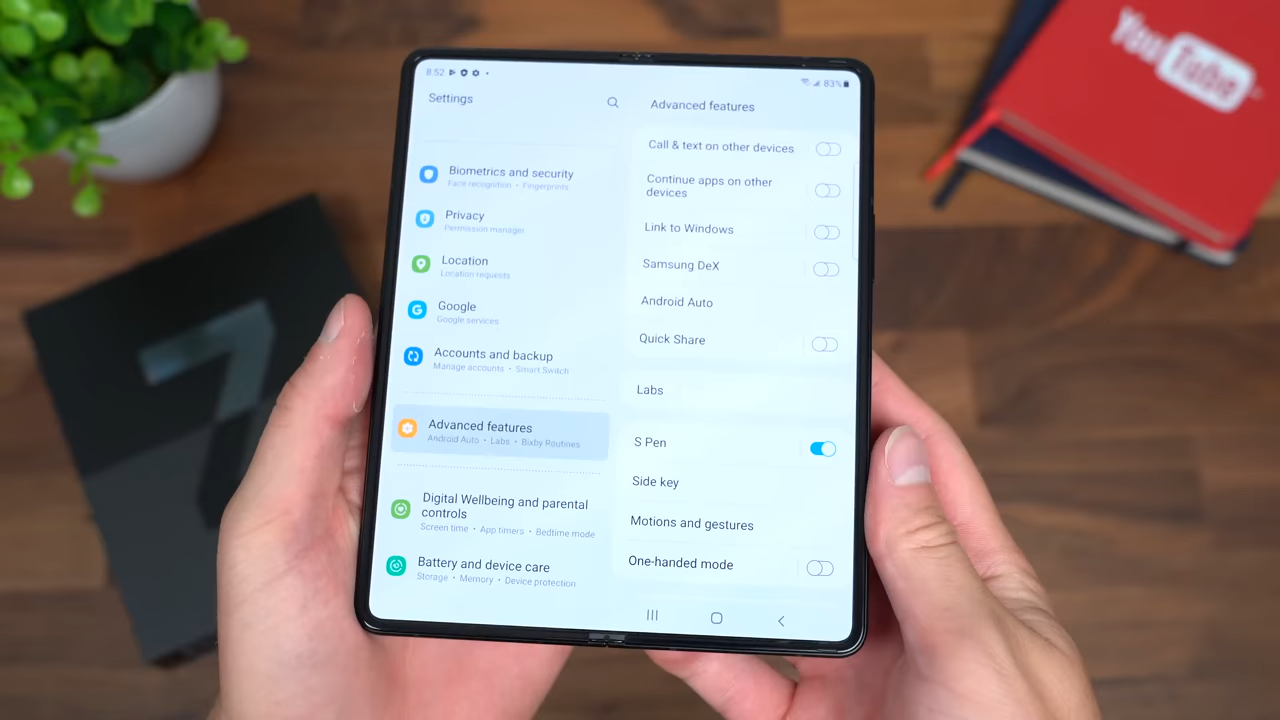 8:52
83%
Settings
Biometrics and security
Face recognition • Fingerprints
Privacy
Permission manager
Location
Location requests
Google
Google services
Accounts and backup
Manage accounts • Smart Switch
Advanced features
Android Auto • Labs • Bixby Routines
Digital Wellbeing and parental
controls
Screen time • App timers • Bedtime mode
Battery and device care
Storage • Memory • Device protection
Advanced features
Call & text on other devices
Continue apps on other
devices
Link to Windows
Samsung DeX
Android Auto
Quick Share
Labs
S Pen
Side key
Motions and gestures
One-handed mode
YouTube
7